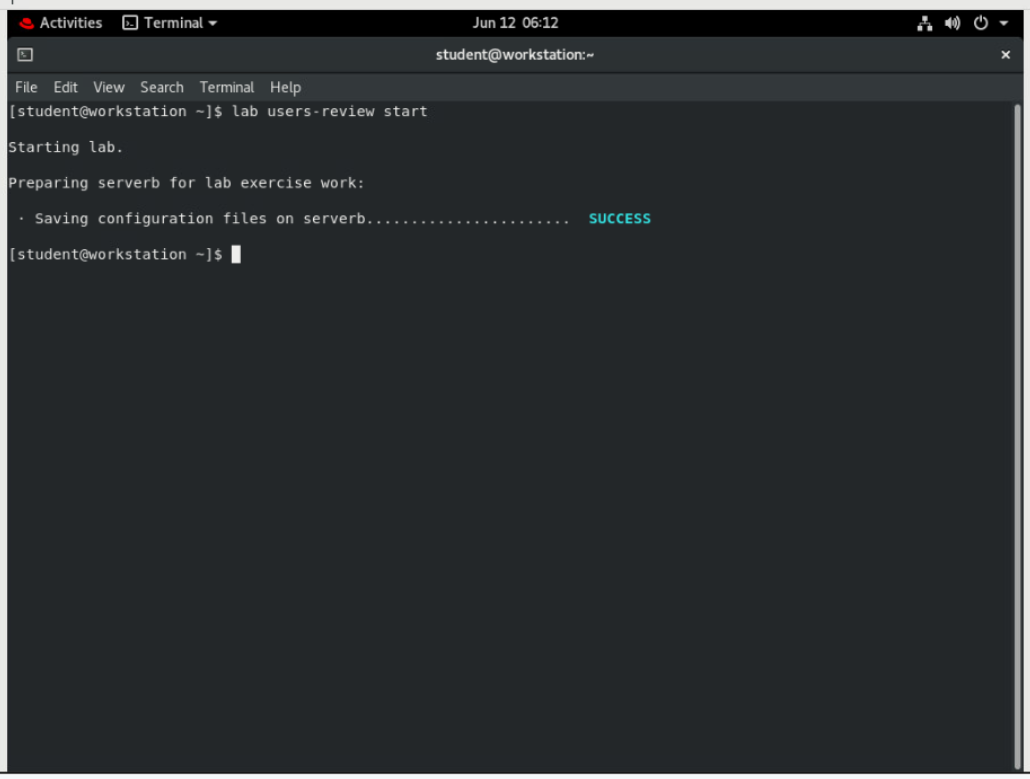 Activities Terminal Jun 12 06:12
student@workstation:~
File Edit View Search Terminal Help
[student@workstation ~]$ lab users-review start
Starting lab.
Preparing serverb for lab exercise work:
· Saving configuration files on serverb....................... SUCCESS
[student@workstation ~]$